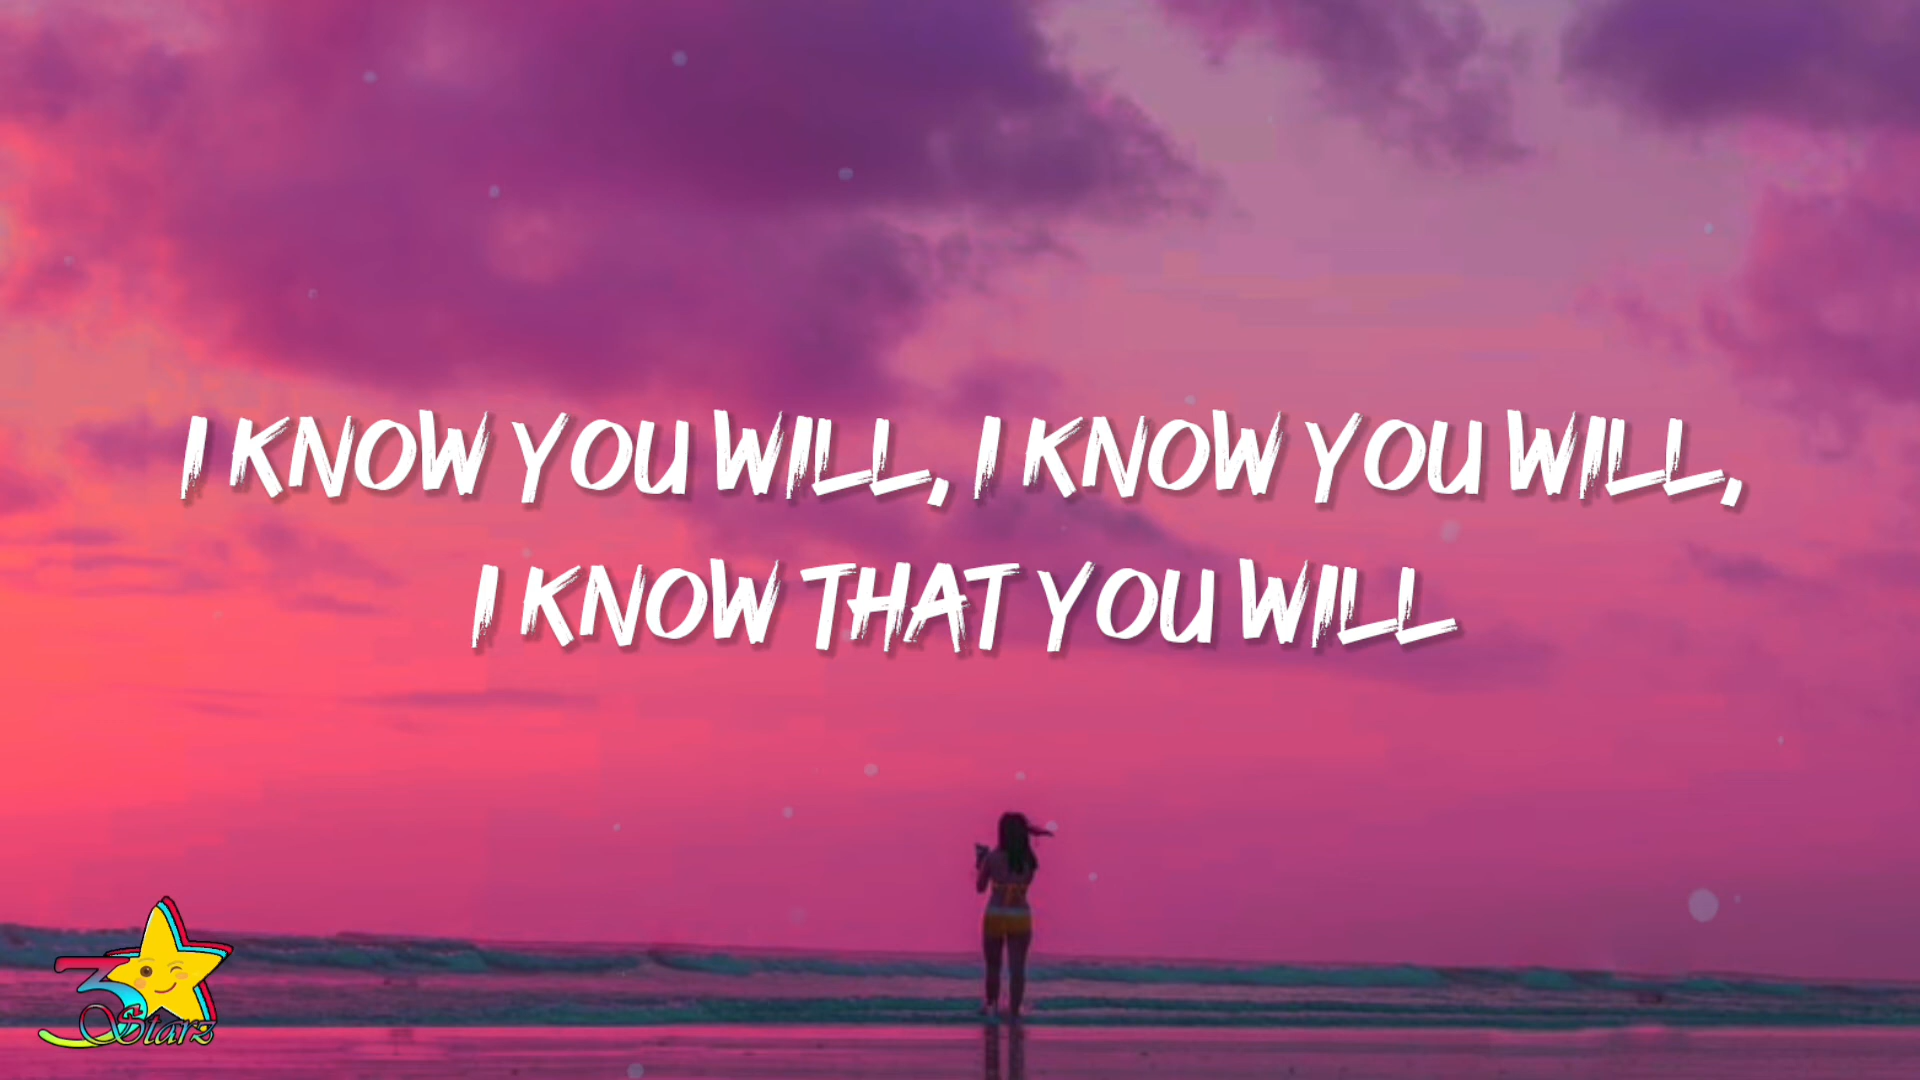 I KNOW YOU WILL, I KNOW YOU WILL,
I KNOW THAT YOU WILL
3
Starz